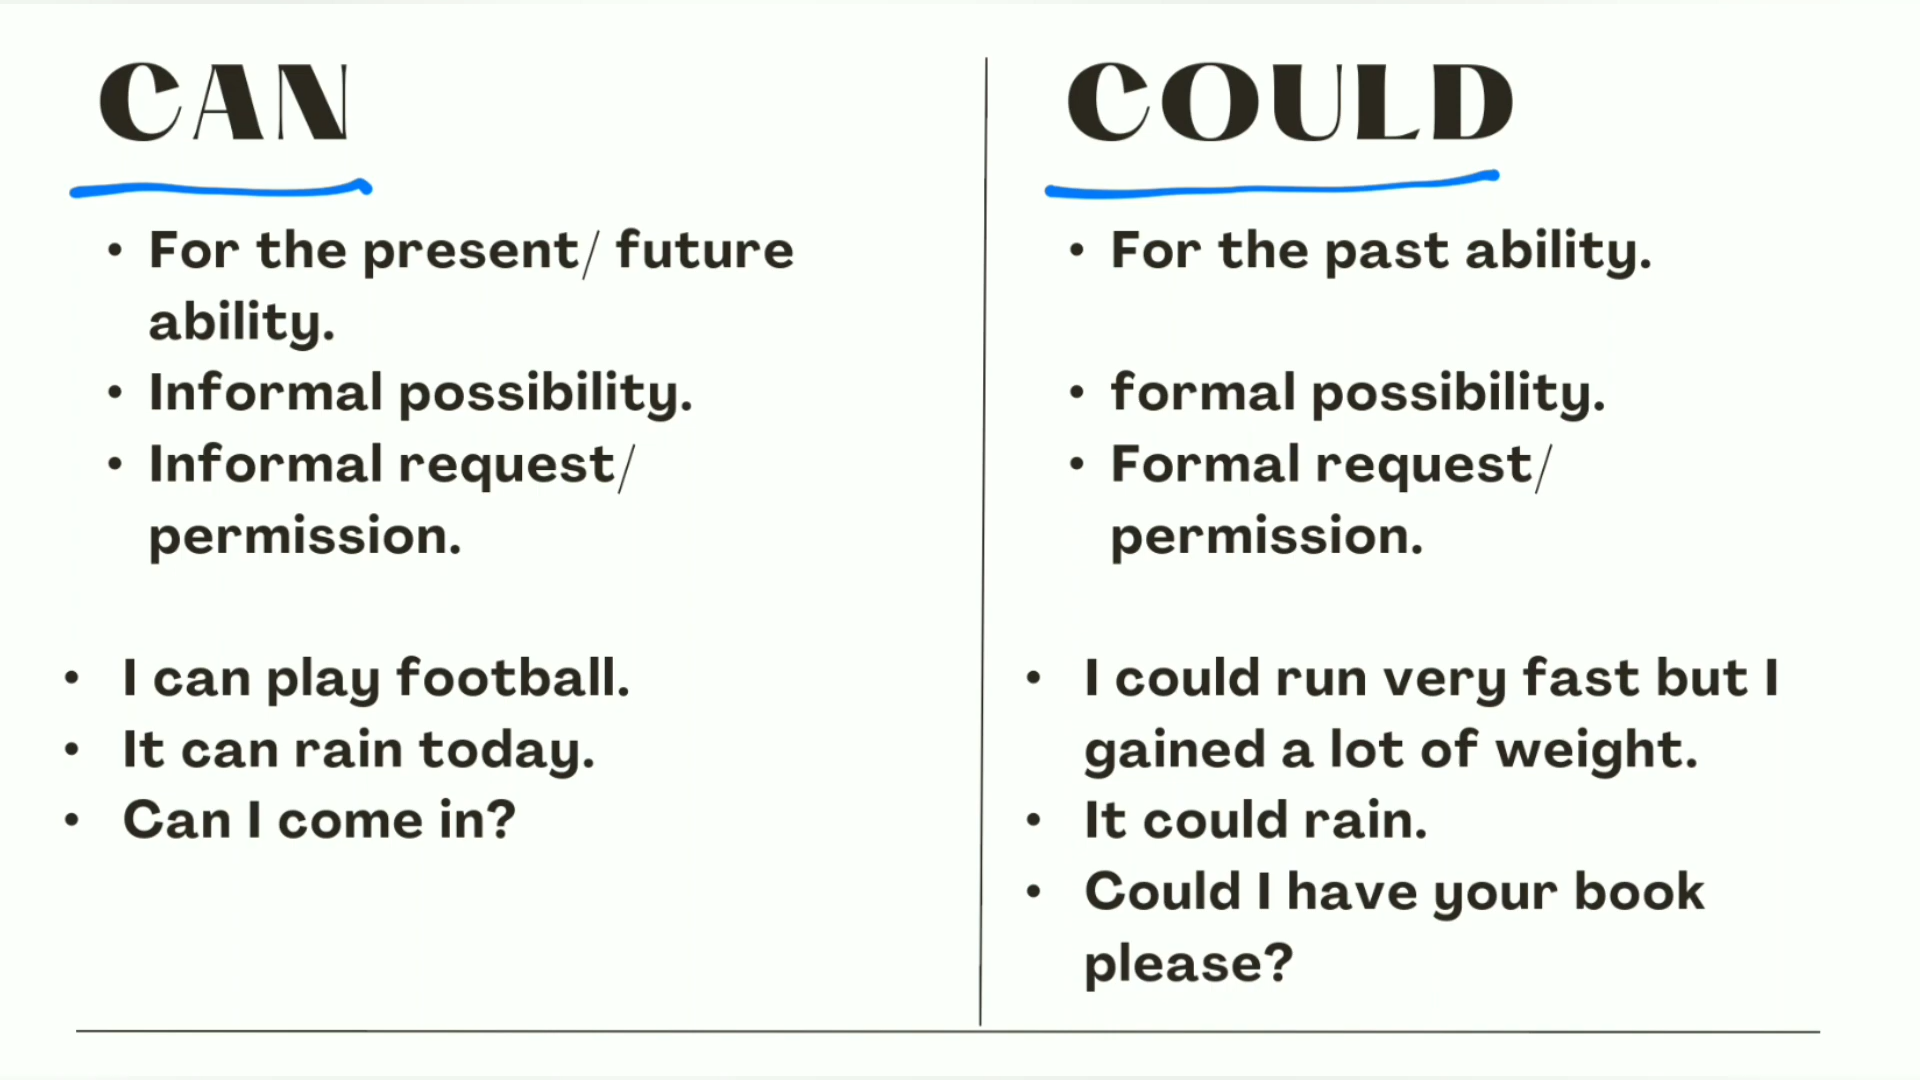 CAN
• For the present/ future
ability.
• Informal possibility.
• Informal request/
permission.
• I can play football.
• It can rain today.
• Can I come in?
COULD
• For the past ability.
• formal possibility.
• Formal request/
permission.
• I could run very fast but I
gained a lot of weight.
• It could rain.
• Could I have your book
please?